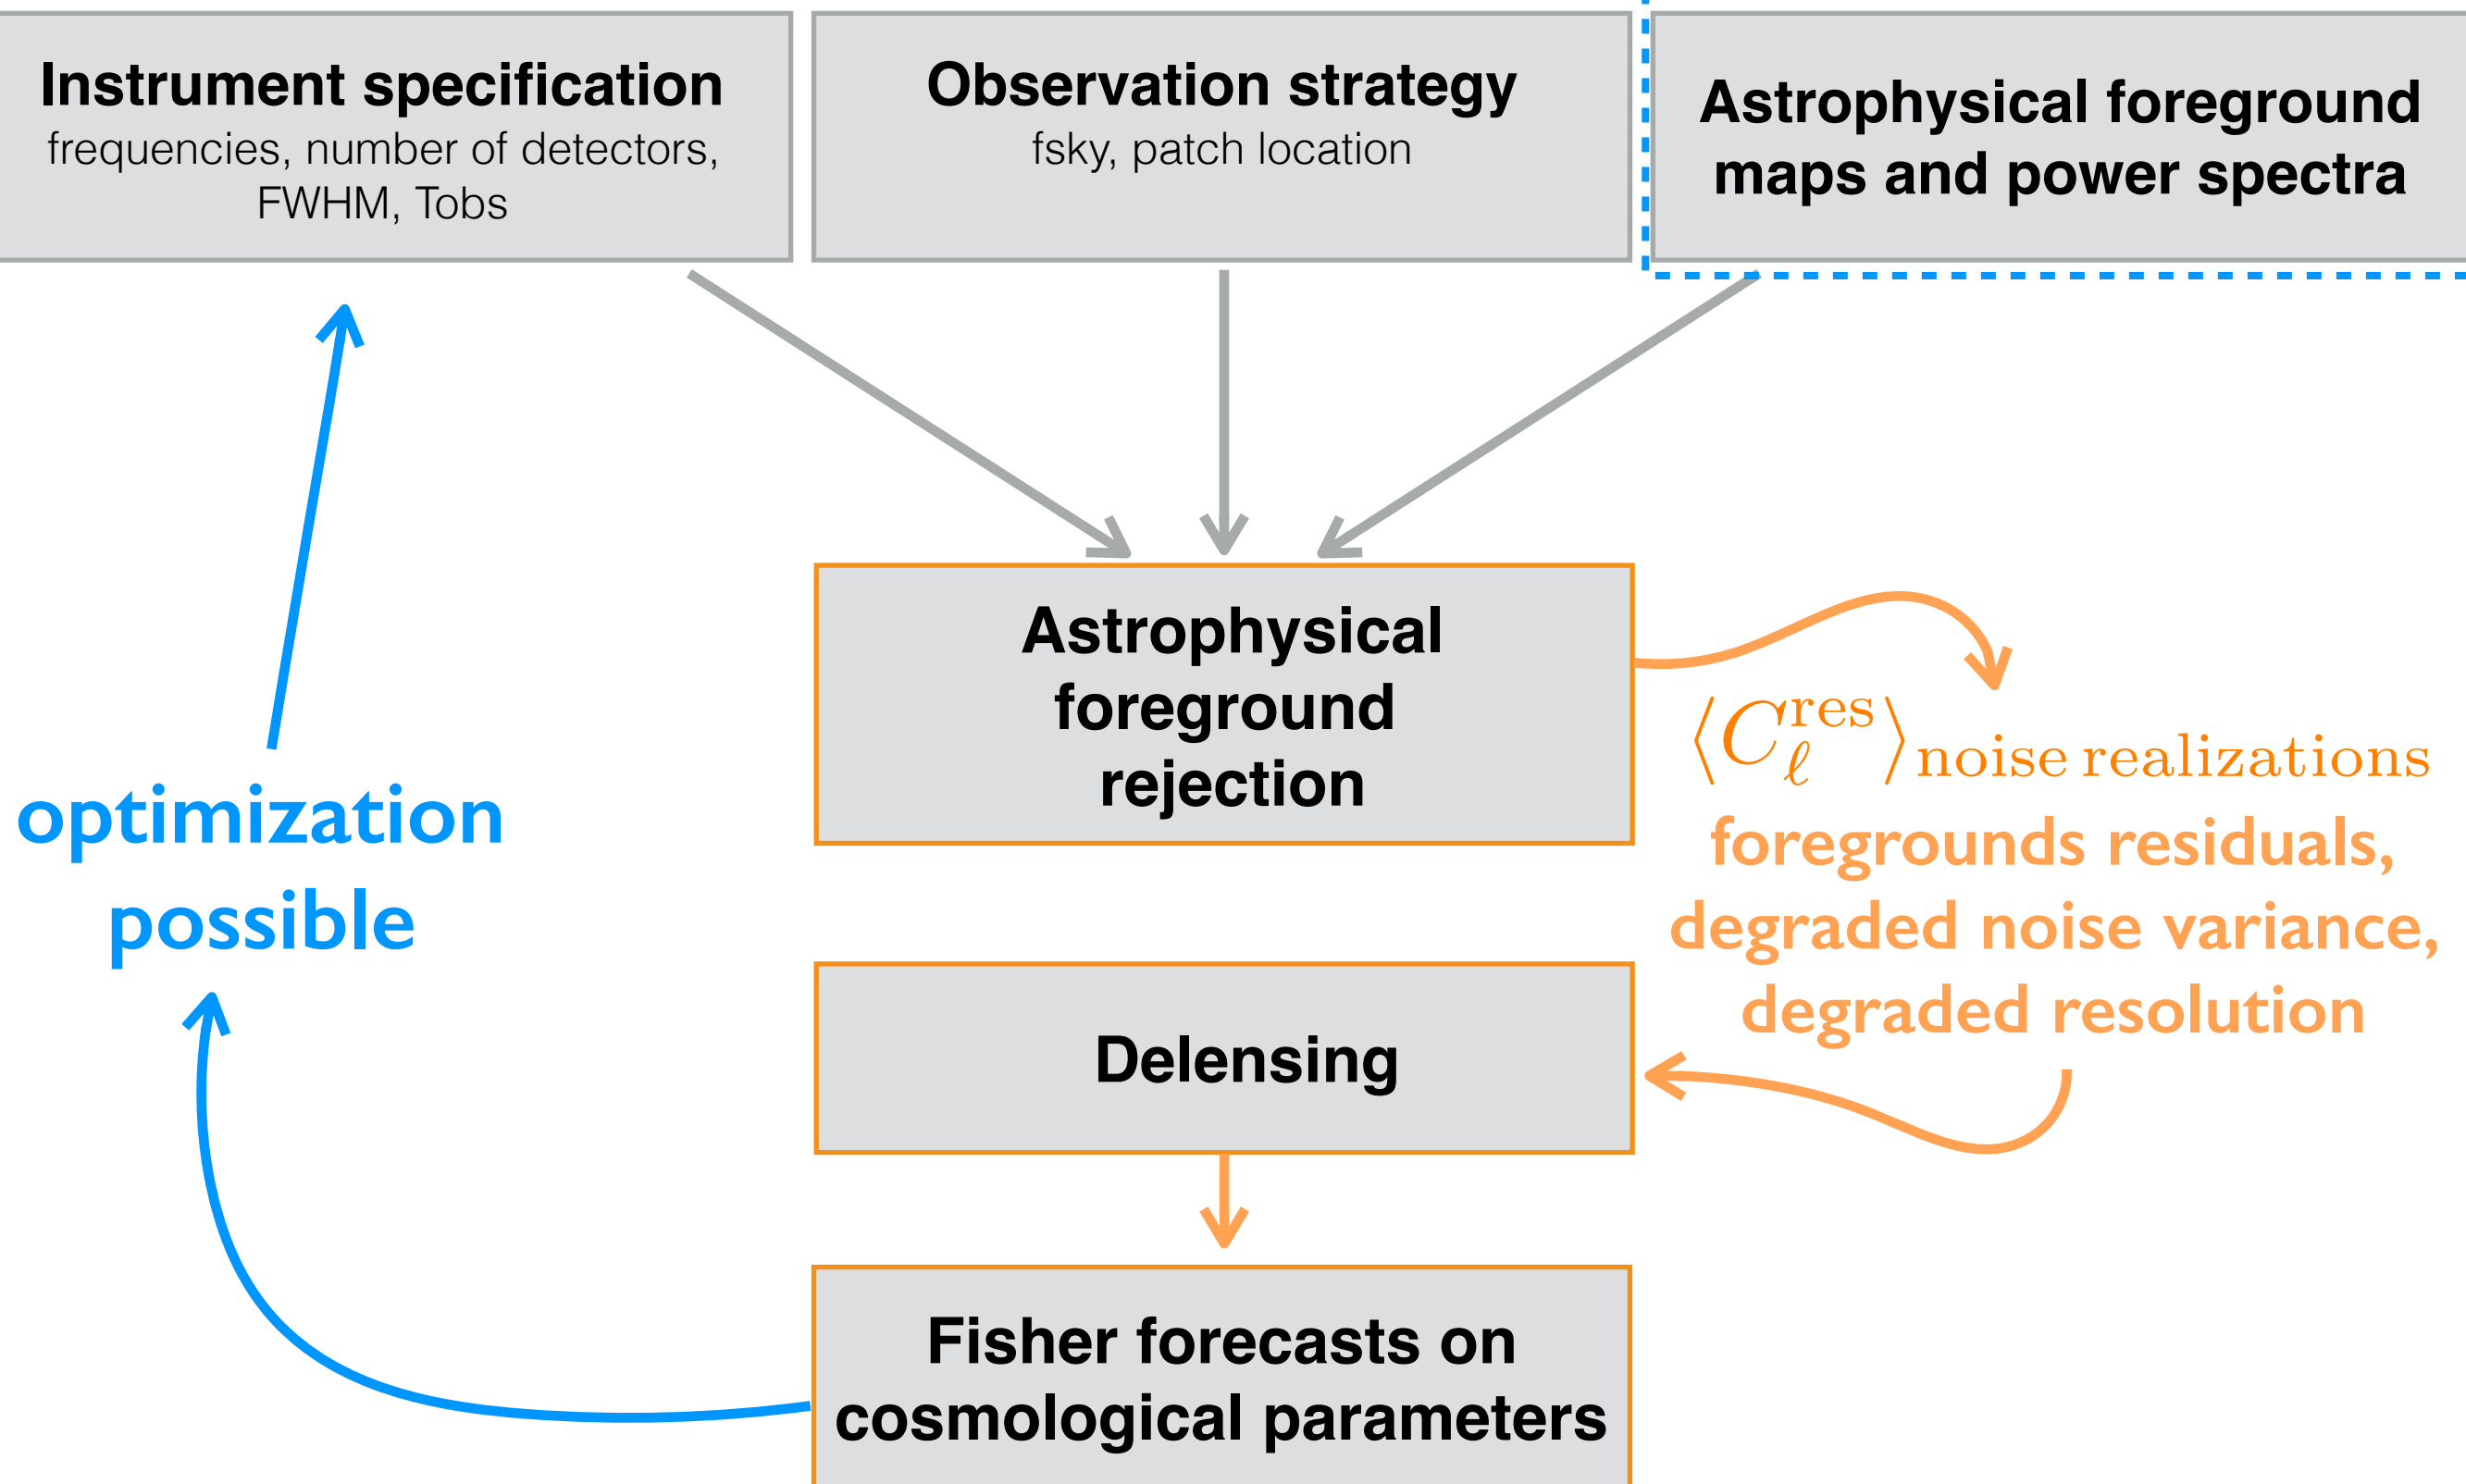 Instrument specification
frequencies, number of detectors,
FWHM, Tobs
Observation strategy
fsky, patch location
Astrophysical foreground
maps and power spectra
Astrophysical
foreground
rejection
⟨C_ℓ^res⟩_noise realizations
foregrounds residuals,
degraded noise variance,
degraded resolution
optimization
possible
Delensing
Fisher forecasts on
cosmological parameters